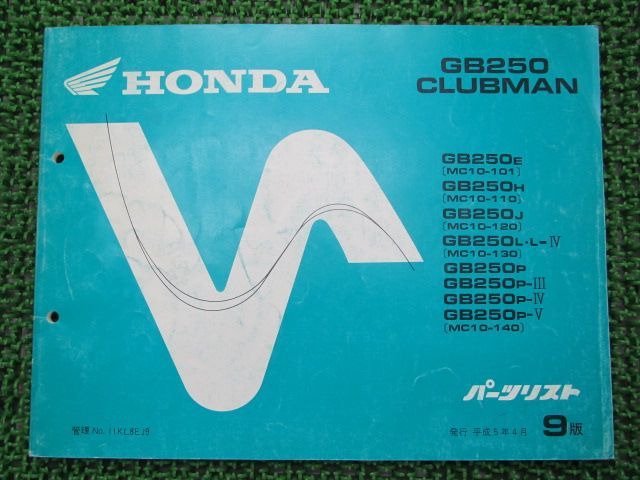 HONDA
GB250
CLUBMAN
GB250E
(MC10-101)
GB250H
(MC10-110)
GB250J
(MC10-120)
GB250L・L-Ⅳ
(MC10-130)
GB250P
GB250P-Ⅲ
GB250P-Ⅳ
GB250P-Ⅴ
(MC10-140)
パーツリスト
管理 No. 11KL8EJ9
発行 平成5年4月 9版